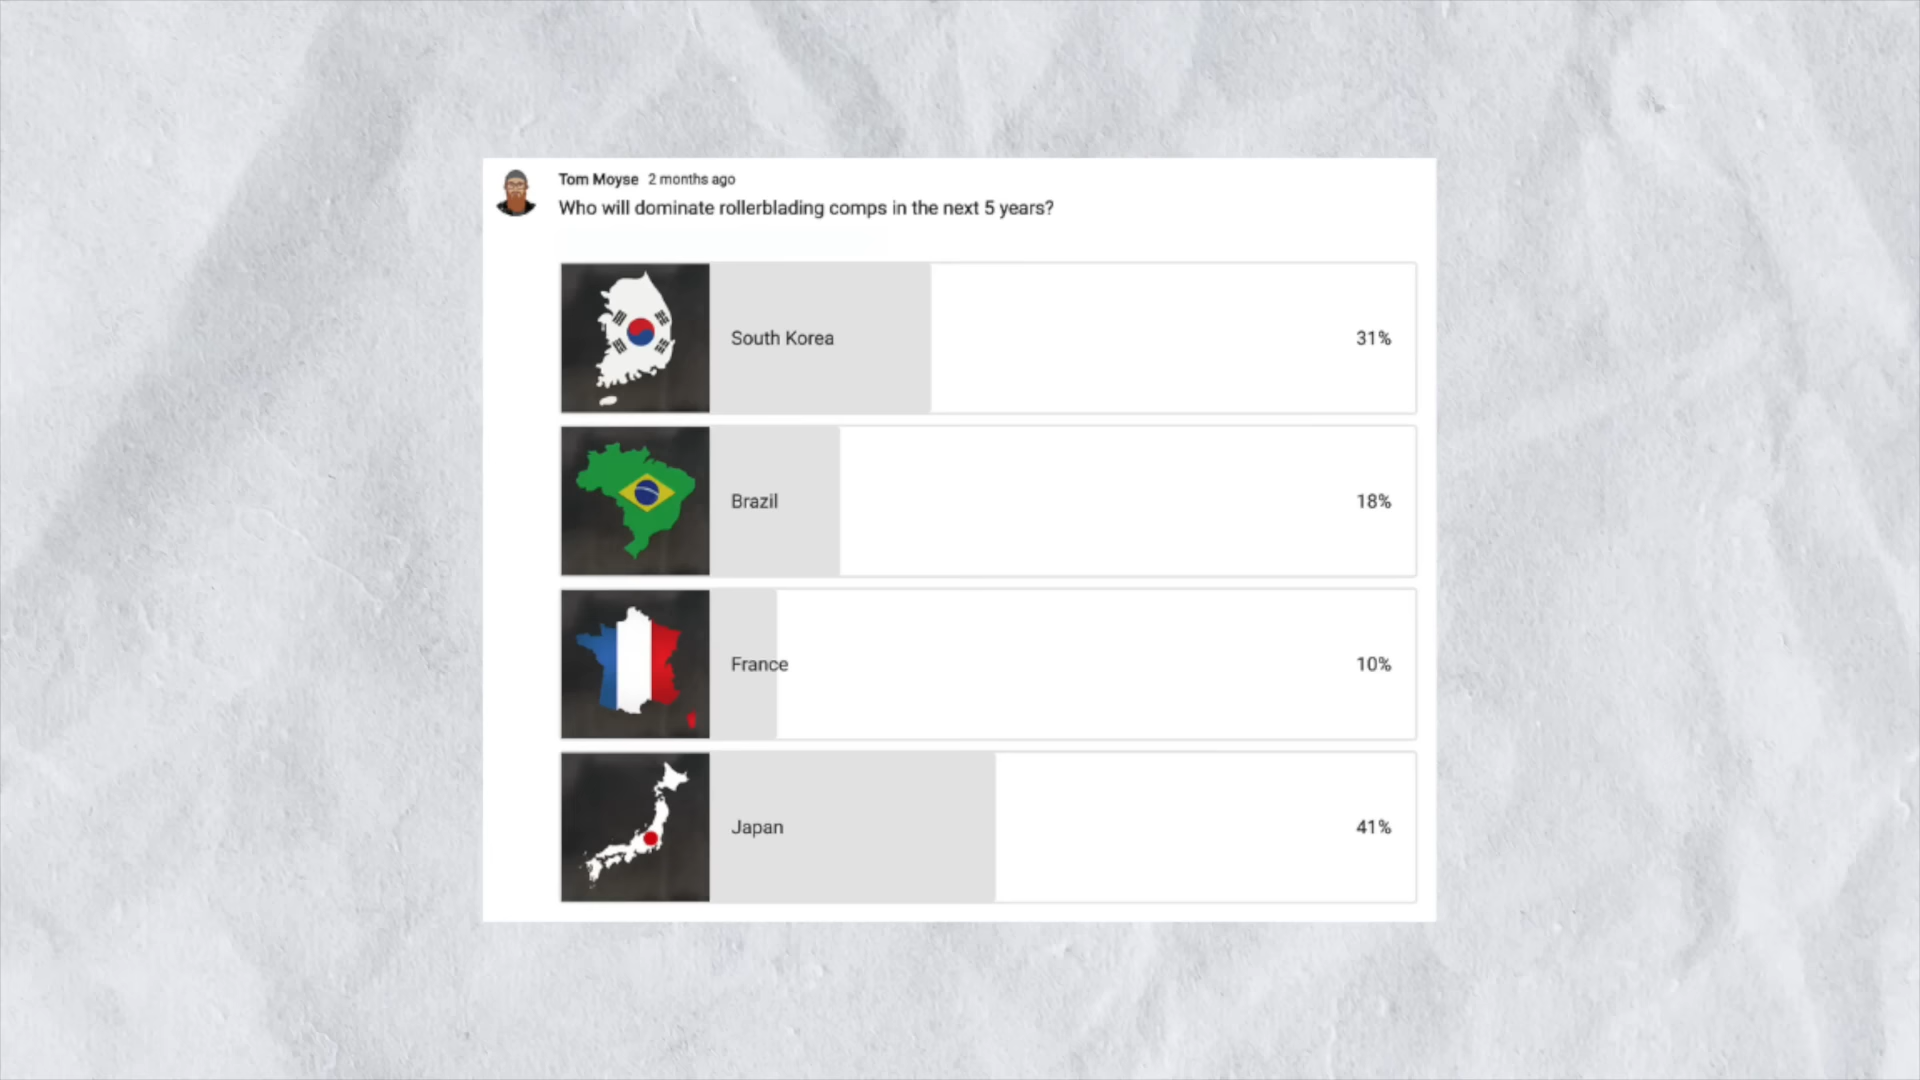 Tom Moyse 2 months ago
Who will dominate rollerblading comps in the next 5 years?
South Korea 31%
Brazil 18%
France 10%
Japan 41%